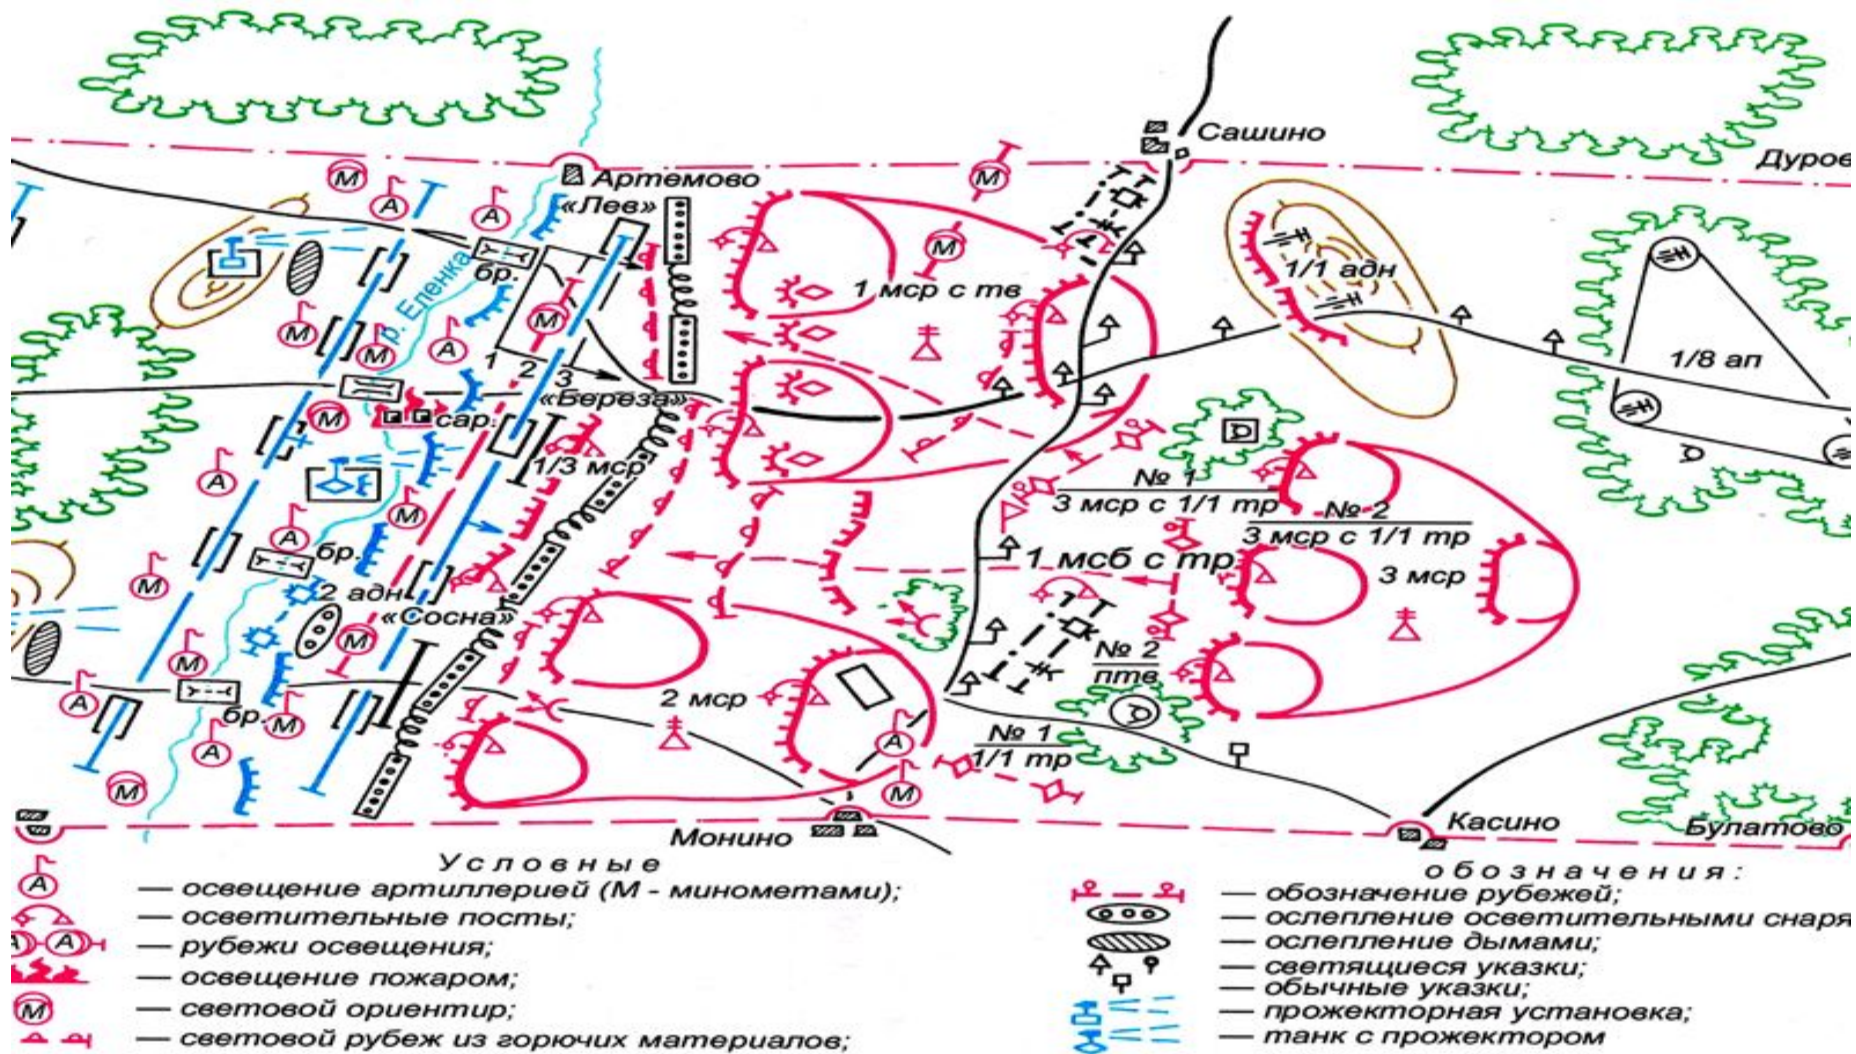 Сашино
Дуров
Артемово
«Лев»
М
А
А
М
р. Еленка
бр.
М
М
1/1 адн
1 мср с тв
М
М
М
А
1
2
3
1/8 ап
«Береза»
М
сар.
1/3 мср
А
М
№ 1
3 мср с 1/1 тр
№ 2
3 мср с 1/1 тр
А
бр.
1 мсб с тр
3 мср
М
2 адн
«Сосна»
М
М
№ 2
птв
А
бр.
М
2 мср
А
А
№ 1
1/1 тр
М
М
Монино
Касино
Булатово
Условные
обозначения:
А — освещение артиллерией (М - минометами);
— осветительные посты;
А А — рубежи освещения;
— освещение пожаром;
М — световой ориентир;
— световой рубеж из горючих материалов;
— обозначение рубежей;
— ослепление осветительными снаря
— ослепление дымами;
— светящиеся указки;
— обычные указки;
— прожекторная установка;
— танк с прожектором